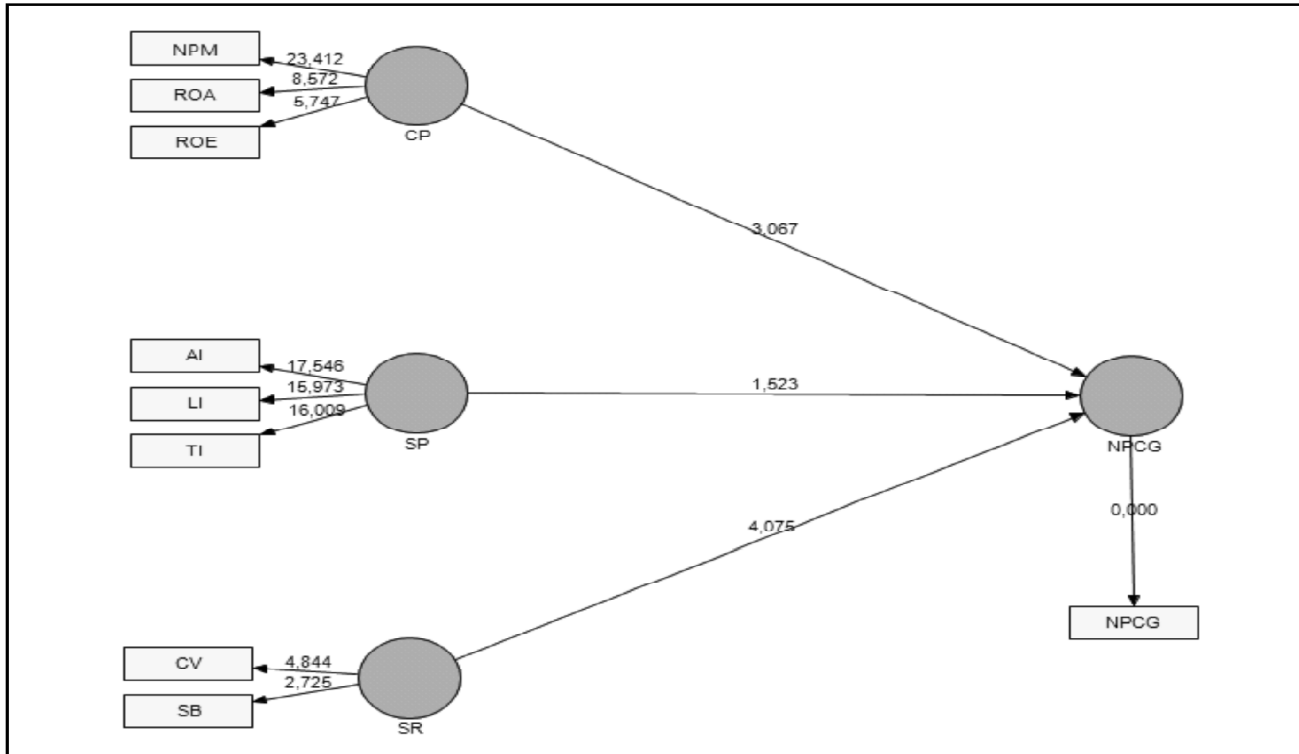 NPM
23,412
8,572
ROA
5,747
ROE
CP
3,067
AI
17,546
15,973
LI
16,009
TI
SP
1,523
NPCG
0,000
NPCG
4,075
CV
4,844
2,725
SB
SR